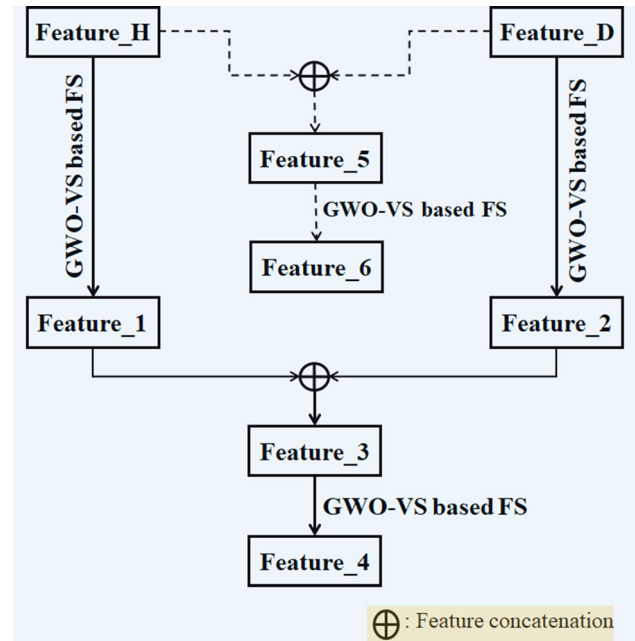 Feature_H
Feature_D
GWO-VS based FS
GWO-VS based FS
Feature_5
GWO-VS based FS
Feature_6
Feature_1
Feature_2
Feature_3
GWO-VS based FS
Feature_4
: Feature concatenation